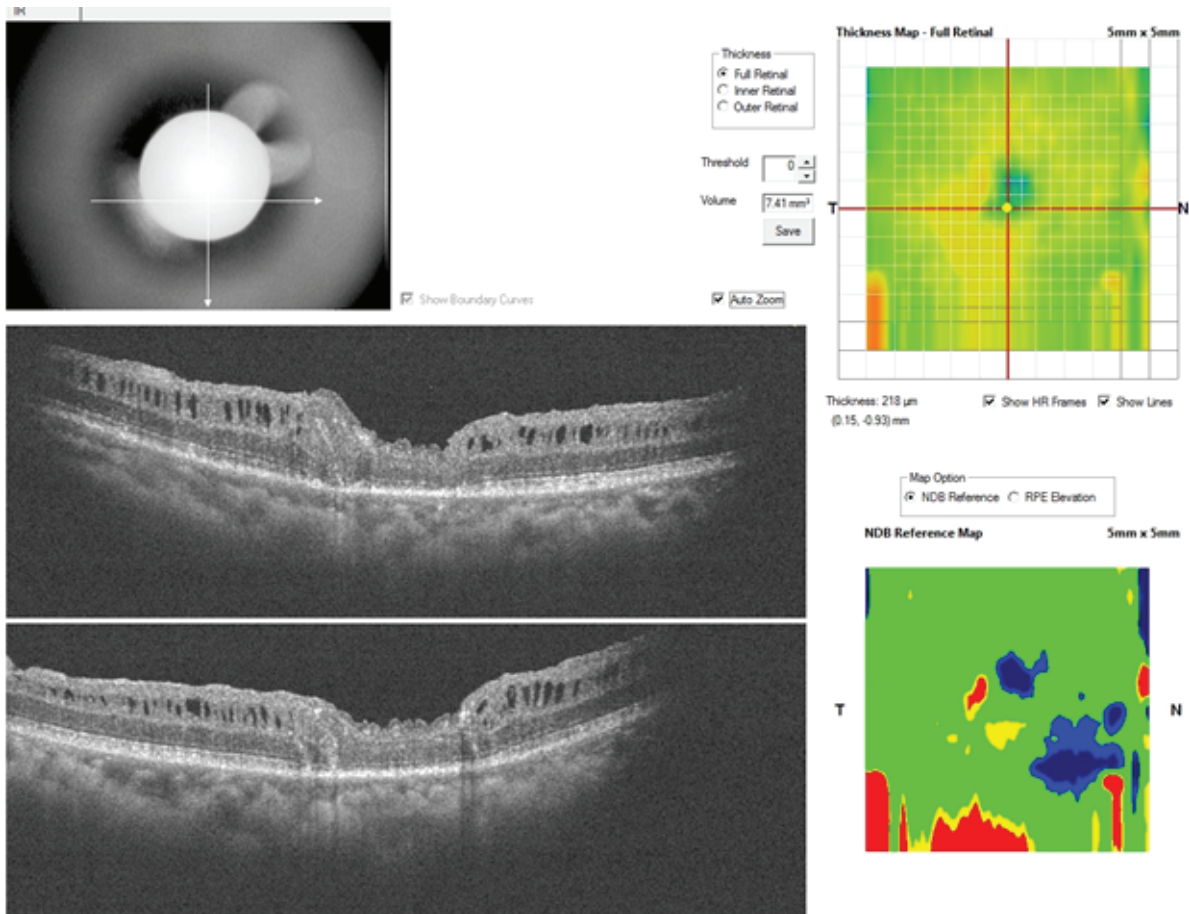 IR
Thickness
Full Retinal
Inner Retinal
Outer Retinal
Threshold 0
Volume 7.41 mm³
Save
Show Boundary Curves
Auto Zoom
Thickness Map - Full Retinal 5mm x 5mm
T N
Thickness: 218 µm
(0.15, -0.93) mm
Show HR Frames Show Lines
Map Option
NDB Reference RPE Elevation
NDB Reference Map 5mm x 5mm
T N